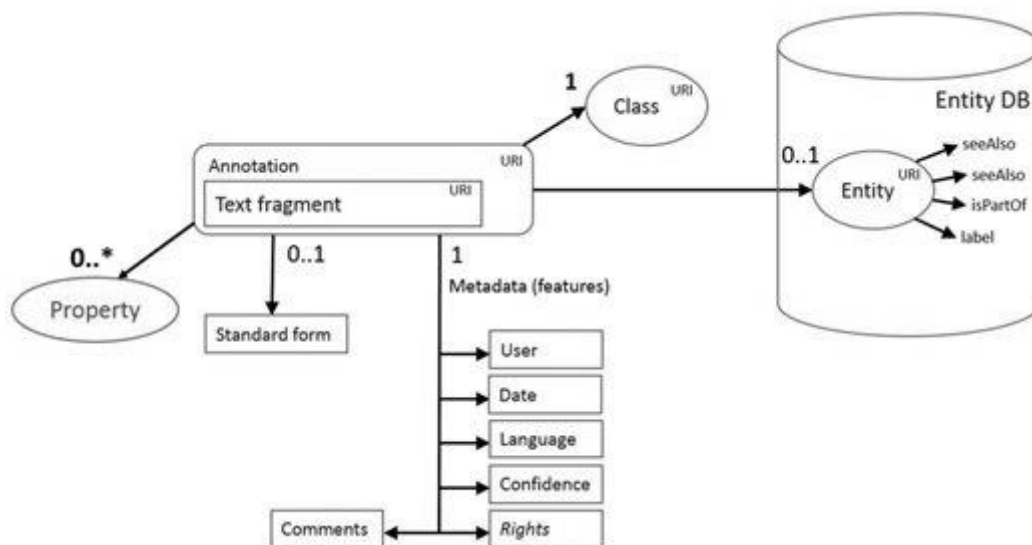 1
Class
URI
Entity DB
Annotation
URI
Text fragment
URI
0..1
Entity
URI
seeAlso
seeAlso
isPartOf
label
0..*
Property
0..1
Standard form
1
Metadata (features)
User
Date
Language
Confidence
Comments
Rights